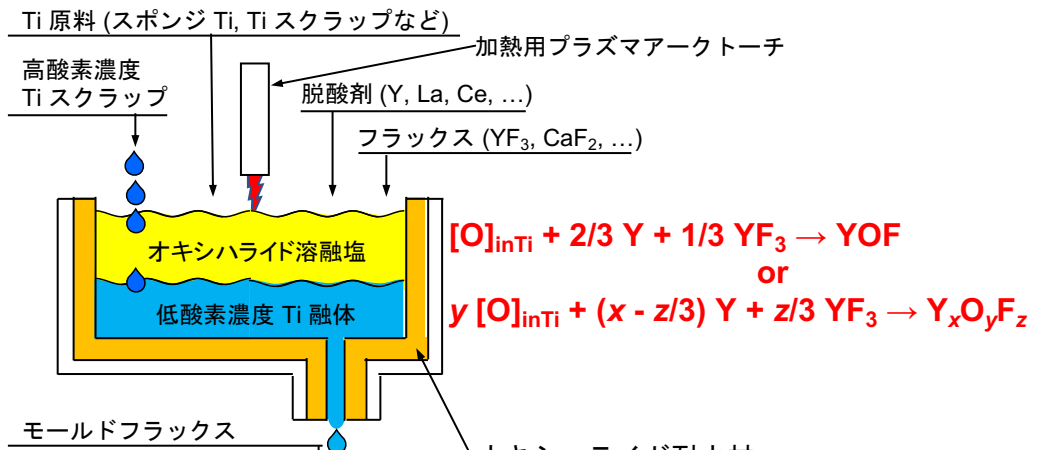 Ti 原料 (スポンジ Ti, Ti スクラップなど)
加熱用プラズマアークトーチ
高酸素濃度
Ti スクラップ
脱酸剤 (Y, La, Ce, …)
フラックス (YF₃, CaF₂, …)
オキシハライド溶融塩
[O]inTi + 2/3 Y + 1/3 YF₃ → YOF
or
低酸素濃度 Ti 融体
y [O]inTi + (x - z/3) Y + z/3 YF₃ → YxOyFz
モールドフラックス